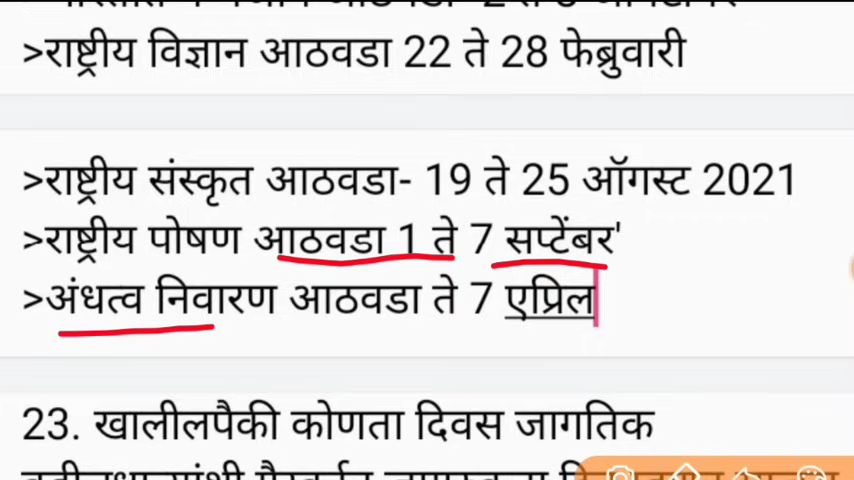 >राष्ट्रीय विज्ञान आठवडा 22 ते 28 फेब्रुवारी
>राष्ट्रीय संस्कृत आठवडा- 19 ते 25 ऑगस्ट 2021
>राष्ट्रीय पोषण आठवडा 1 ते 7 सप्टेंबर'
>अंधत्व निवारण आठवडा ते 7 एप्रिल
23. खालीलपैकी कोणता दिवस जागतिक